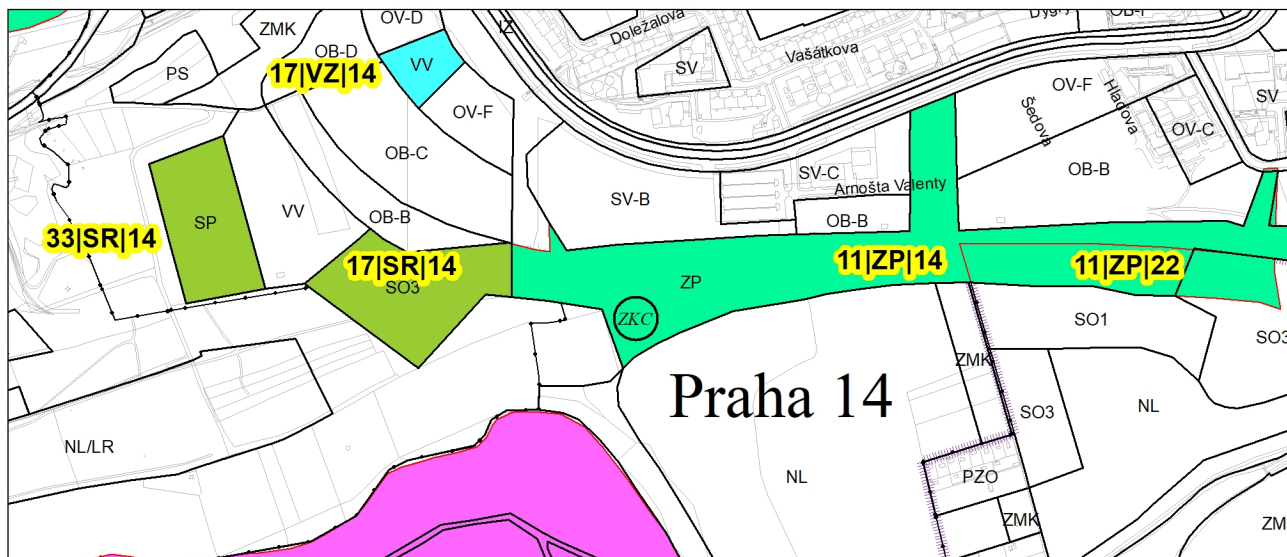 OV-D
ZMK
IZ
Doležalova
Dygrý
OB-D
VV
Vašátkova
PS
17|VZ|14
SV
OV-F
OV-F
Šedova
Hladova
SV
OV-C
OB-C
SV-C
OB-B
Arnošta Valenty
SP
VV
OB-B
SV-B
OB-B
33|SR|14
17|SR|14
11|ZP|14
11|ZP|22
SO3
ZP
ZKC
SO1
SO3
ZMK
Praha 14
SO3
NL
NL/LR
NL
PZO
ZMK
ZM